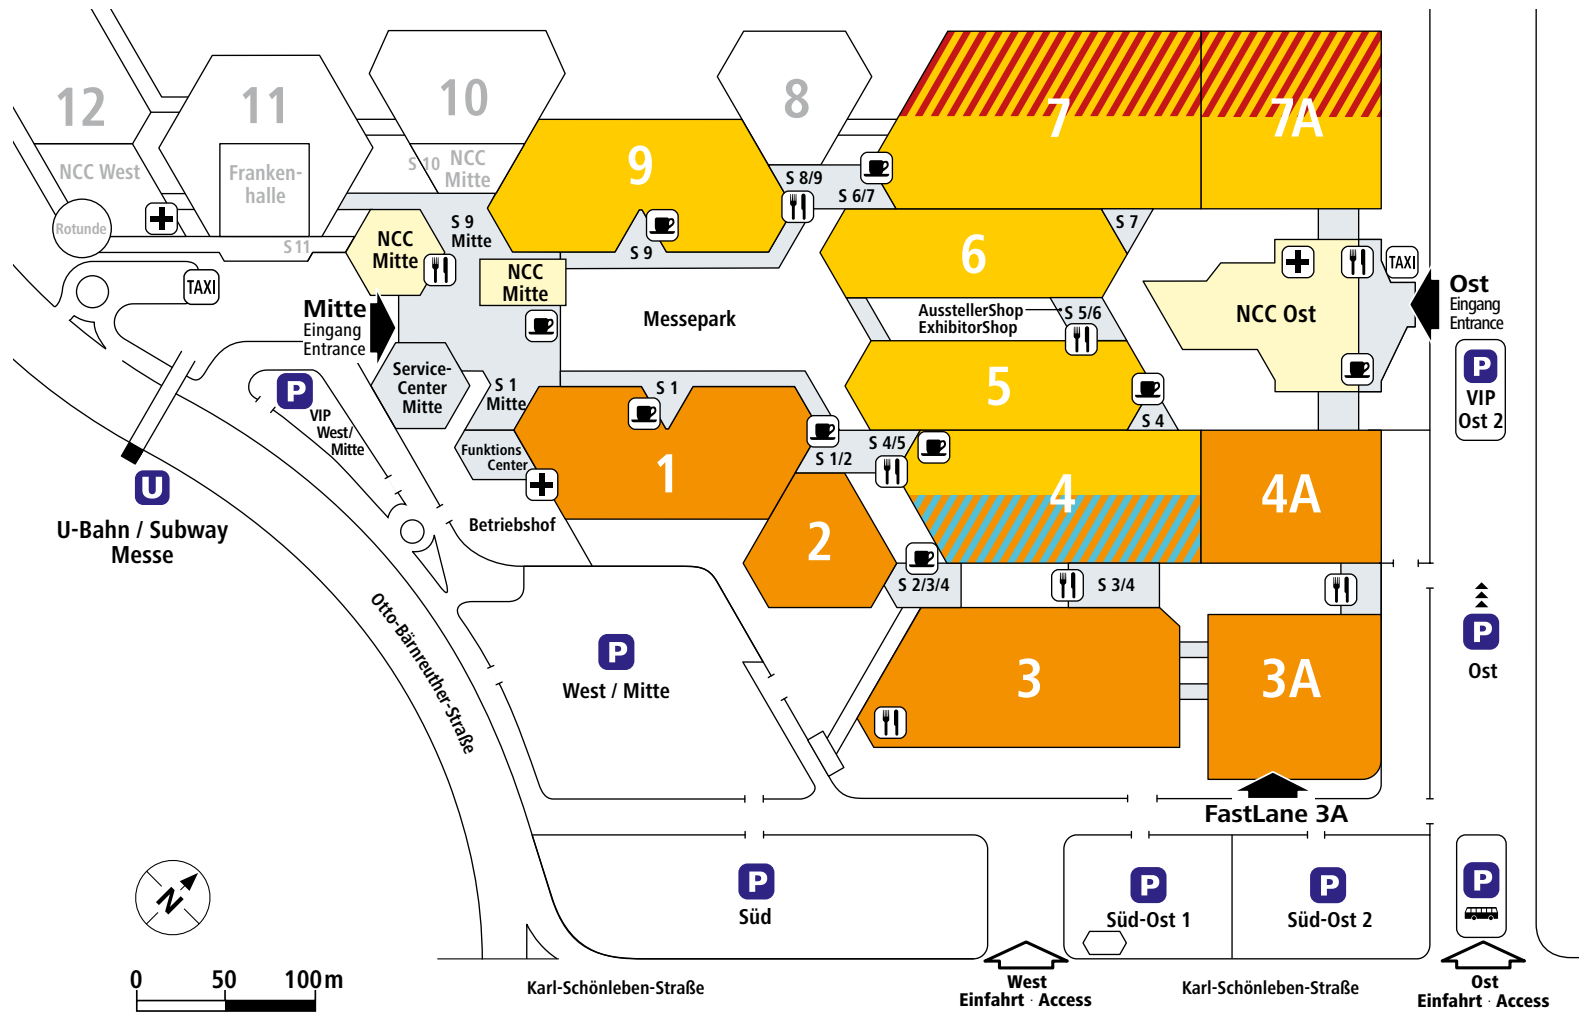 12
11
10
8
7
7A
NCC West
Franken-
halle
S 10
NCC
Mitte
9
S 8/9
S 6/7
Rotunde
S 11
NCC
Mitte
S 9
Mitte
S 9
6
S 7
TAXI
NCC
Mitte
TAXI
Mitte
Eingang
Entrance
Messepark
AusstellerShop
ExhibitorShop
S 5/6
NCC Ost
Ost
Eingang
Entrance
Service-
Center
Mitte
S 1
Mitte
S 1
5
S 4
P
VIP
West/
Mitte
P
VIP
Ost 2
Funktions
Center
1
S 1/2
S 4/5
4
4A
U
U-Bahn / Subway
Messe
Betriebshof
2
S 2/3/4
S 3/4
Otto-Bärnreuther-Straße
P
West / Mitte
3
3A
P
Ost
FastLane 3A
N
P
Süd
P
Süd-Ost 1
P
Süd-Ost 2
P
0 50 100 m
Karl-Schönleben-Straße
West
Einfahrt · Access
Karl-Schönleben-Straße
Ost
Einfahrt · Access